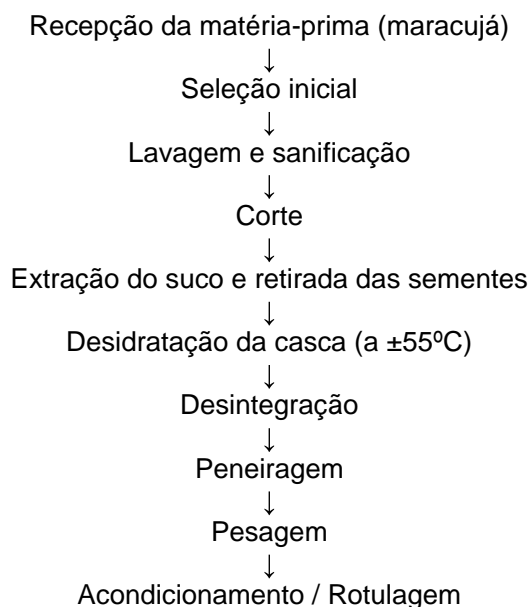 Recepção da matéria-prima (maracujá)
↓
Seleção inicial
↓
Lavagem e sanificação
↓
Corte
↓
Extração do suco e retirada das sementes
↓
Desidratação da casca (a ±55ºC)
↓
Desintegração
↓
Peneiragem
↓
Pesagem
↓
Acondicionamento / Rotulagem